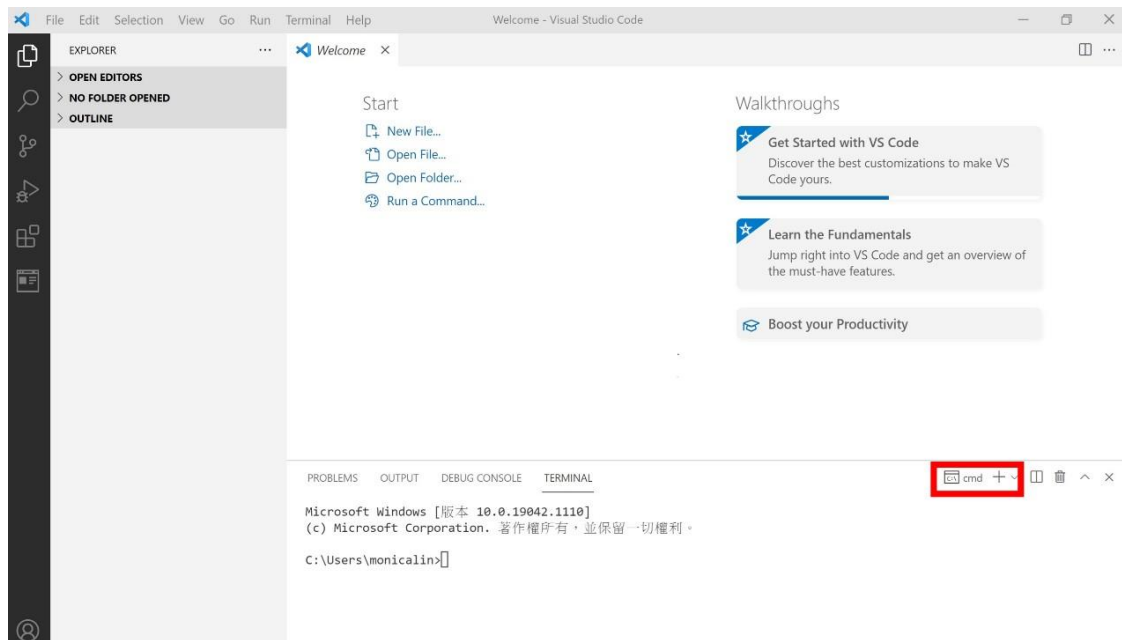 File Edit Selection View Go Run Terminal Help Welcome - Visual Studio Code
EXPLORER
Welcome
OPEN EDITORS
NO FOLDER OPENED
OUTLINE
Start
New File...
Open File...
Open Folder...
Run a Command...
Walkthroughs
Get Started with VS Code
Discover the best customizations to make VS
Code yours.
Learn the Fundamentals
Jump right into VS Code and get an overview of
the must-have features.
Boost your Productivity
PROBLEMS OUTPUT DEBUG CONSOLE TERMINAL
cmd
Microsoft Windows [版本 10.0.19042.1110]
(c) Microsoft Corporation. 著作權所有，並保留一切權利。
C:\Users\monicalin>